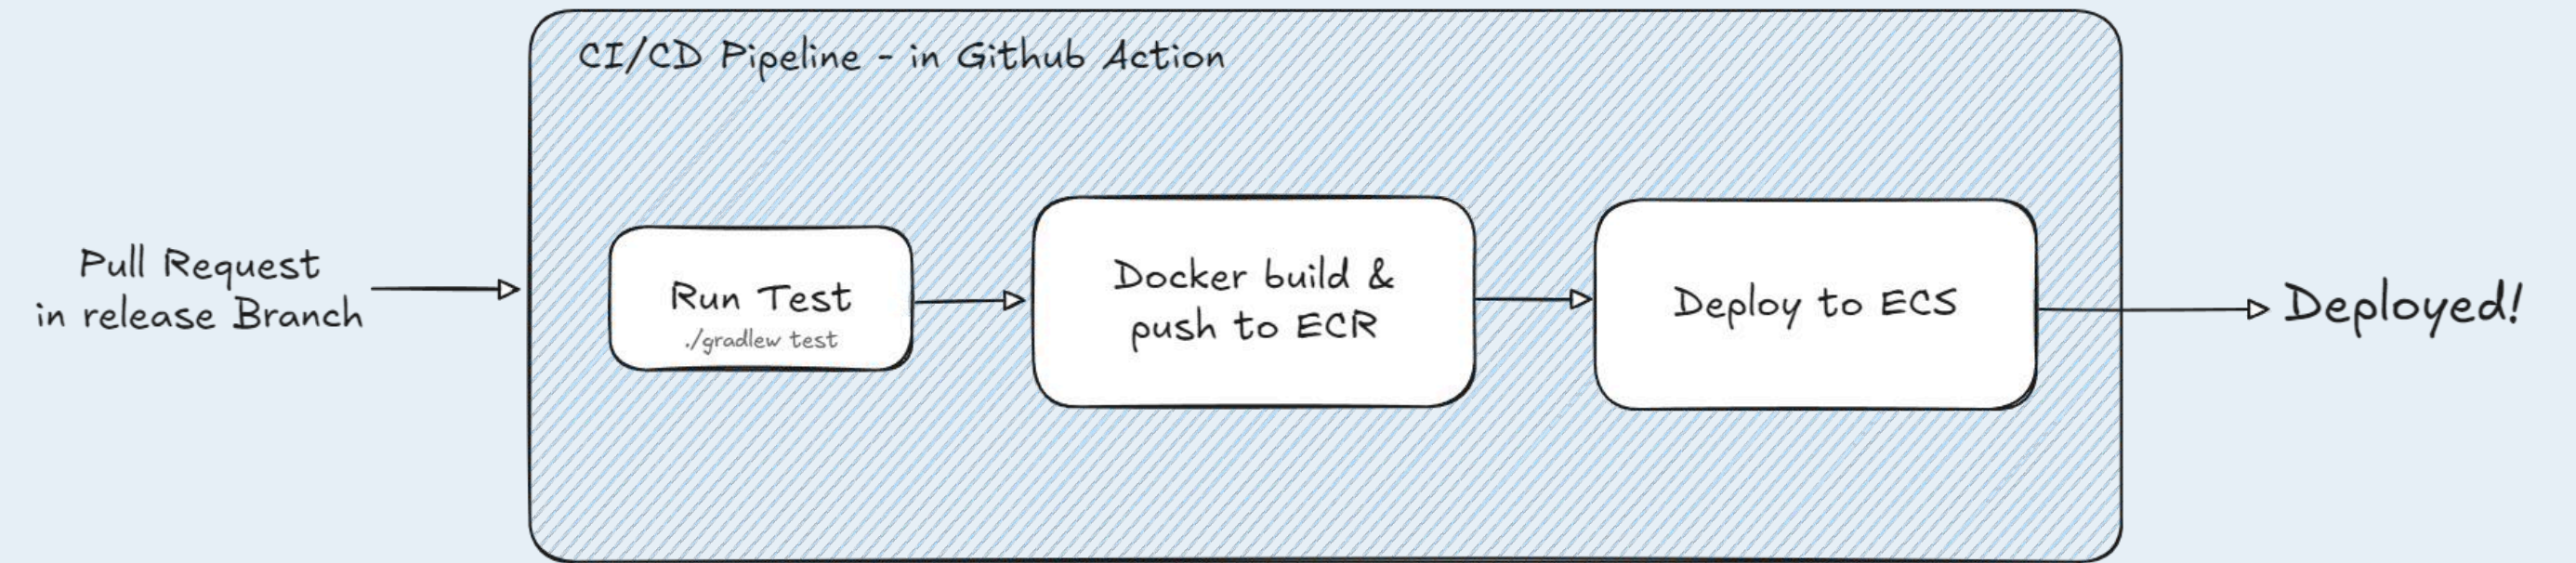 CI/CD Pipeline - in Github Action
Pull Request
in release Branch
Run Test
./gradlew test
Docker build &
push to ECR
Deploy to ECS
Deployed!